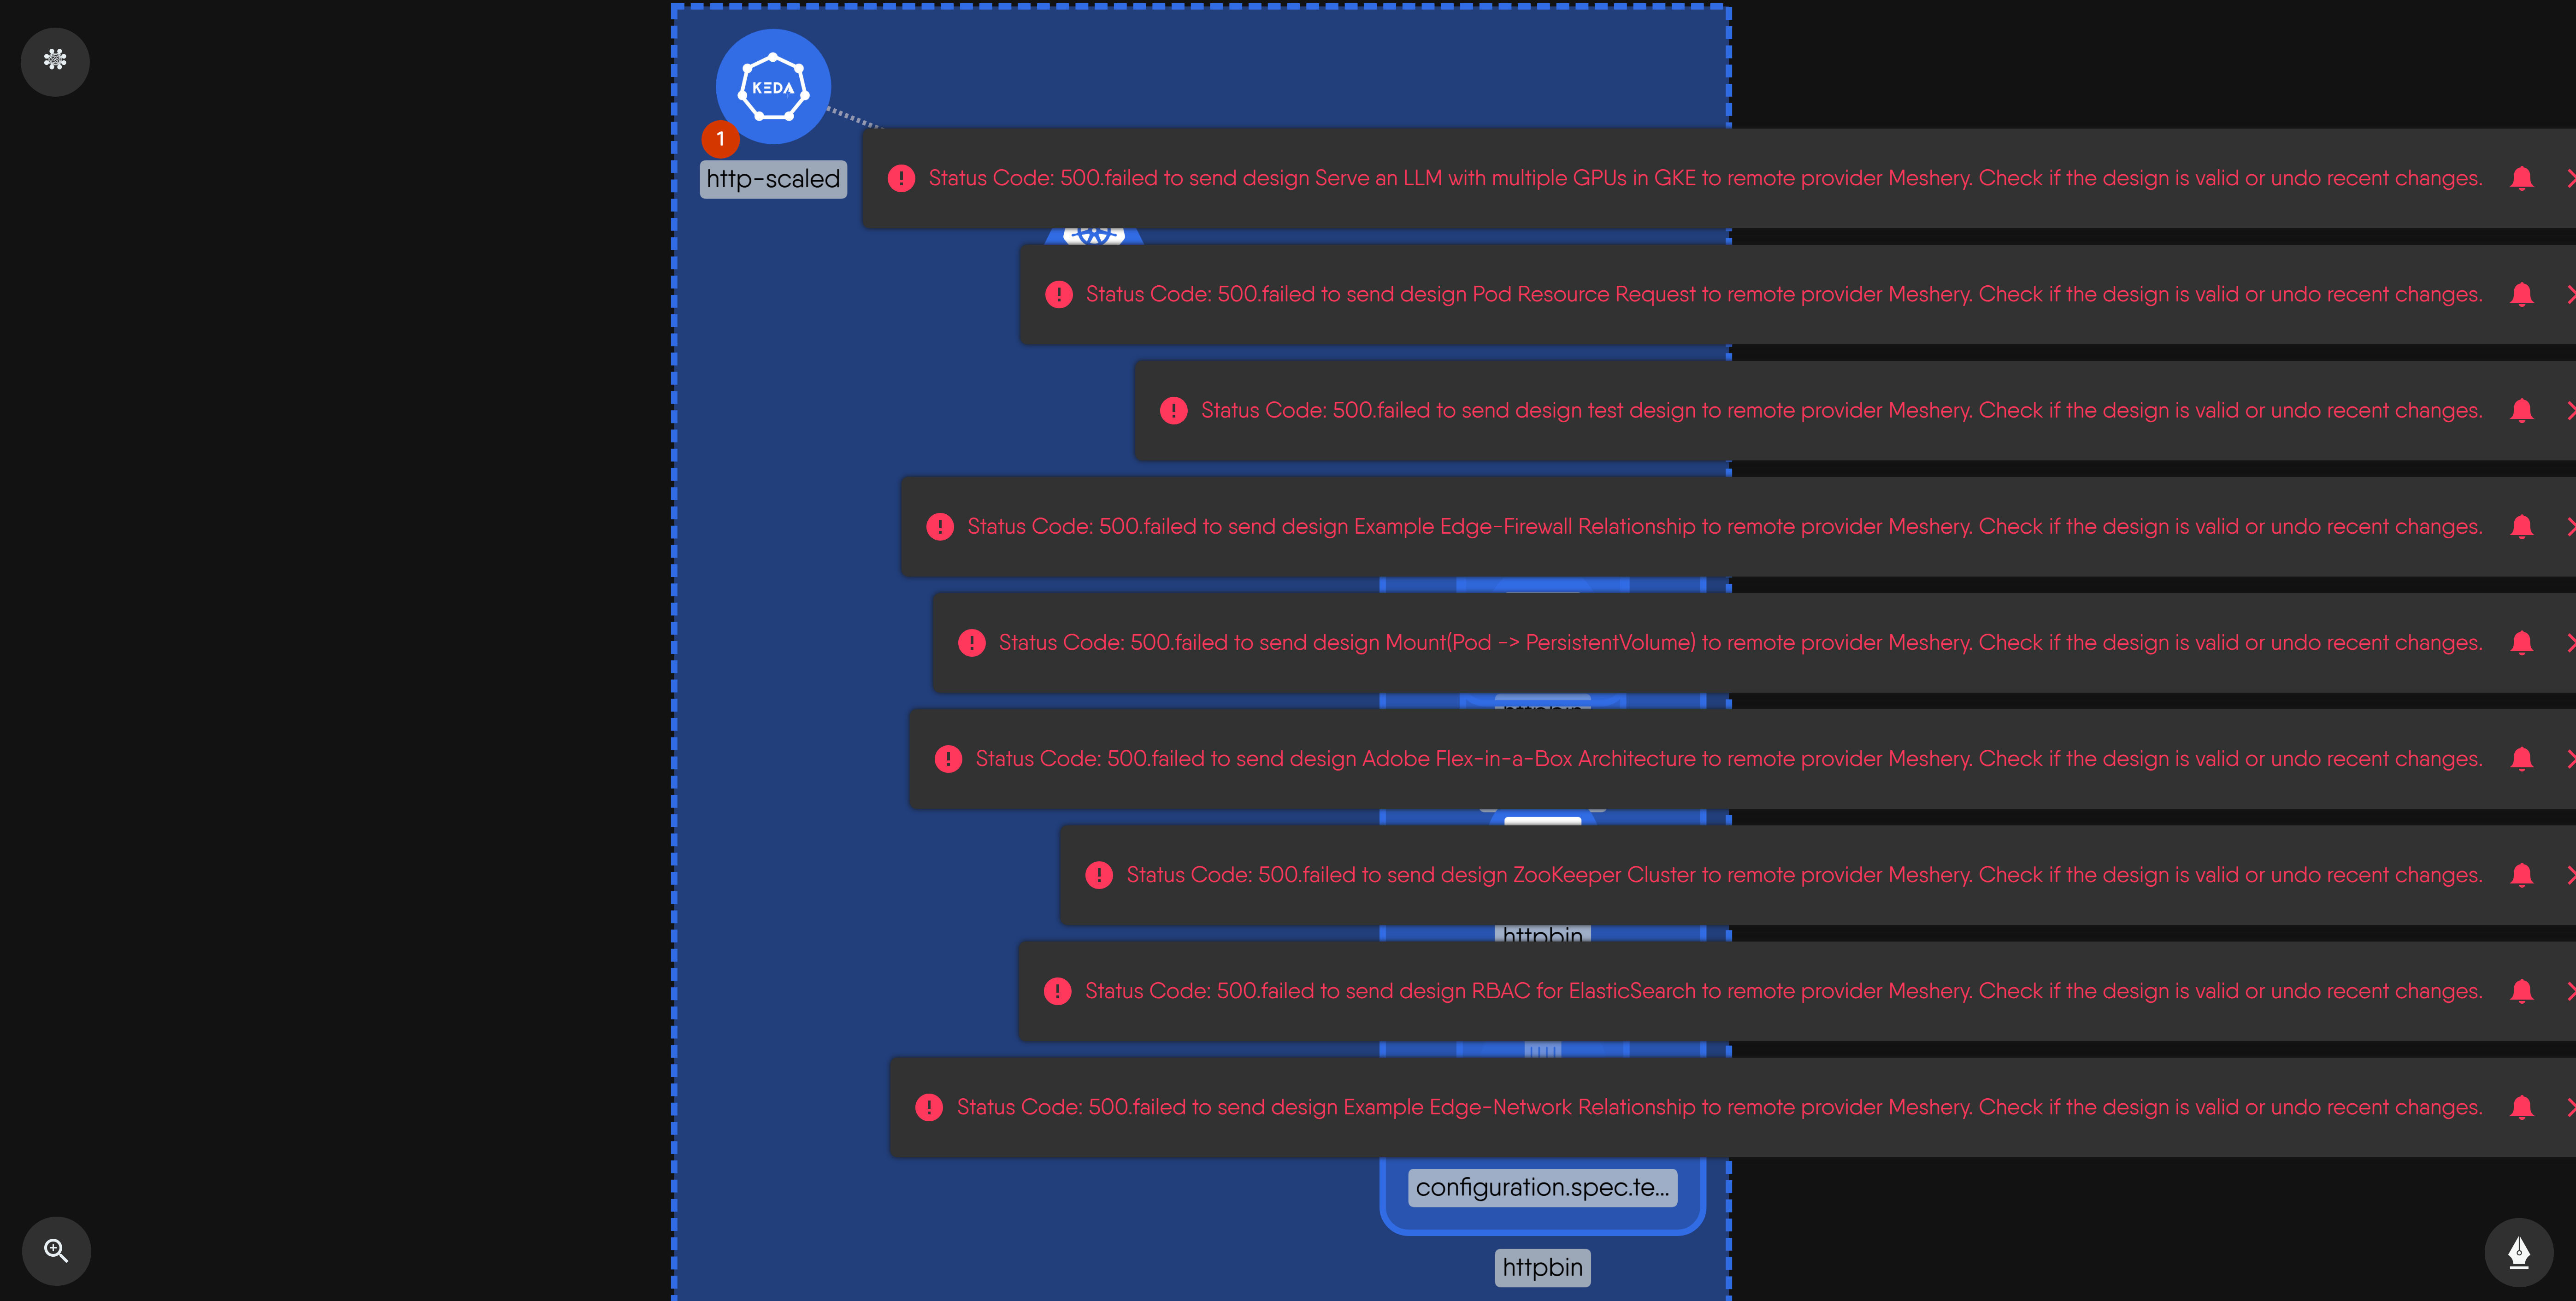 KEDA
1
http-scaled
Status Code: 500.failed to send design Serve an LLM with multiple GPUs in GKE to remote provider Meshery. Check if the design is valid or undo recent changes.
Status Code: 500.failed to send design Pod Resource Request to remote provider Meshery. Check if the design is valid or undo recent changes.
Status Code: 500.failed to send design test design to remote provider Meshery. Check if the design is valid or undo recent changes.
Status Code: 500.failed to send design Example Edge-Firewall Relationship to remote provider Meshery. Check if the design is valid or undo recent changes.
Status Code: 500.failed to send design Mount(Pod -> PersistentVolume) to remote provider Meshery. Check if the design is valid or undo recent changes.
httpbin
Status Code: 500.failed to send design Adobe Flex-in-a-Box Architecture to remote provider Meshery. Check if the design is valid or undo recent changes.
Status Code: 500.failed to send design ZooKeeper Cluster to remote provider Meshery. Check if the design is valid or undo recent changes.
httpbin
Status Code: 500.failed to send design RBAC for ElasticSearch to remote provider Meshery. Check if the design is valid or undo recent changes.
Status Code: 500.failed to send design Example Edge-Network Relationship to remote provider Meshery. Check if the design is valid or undo recent changes.
configuration.spec.te...
httpbin